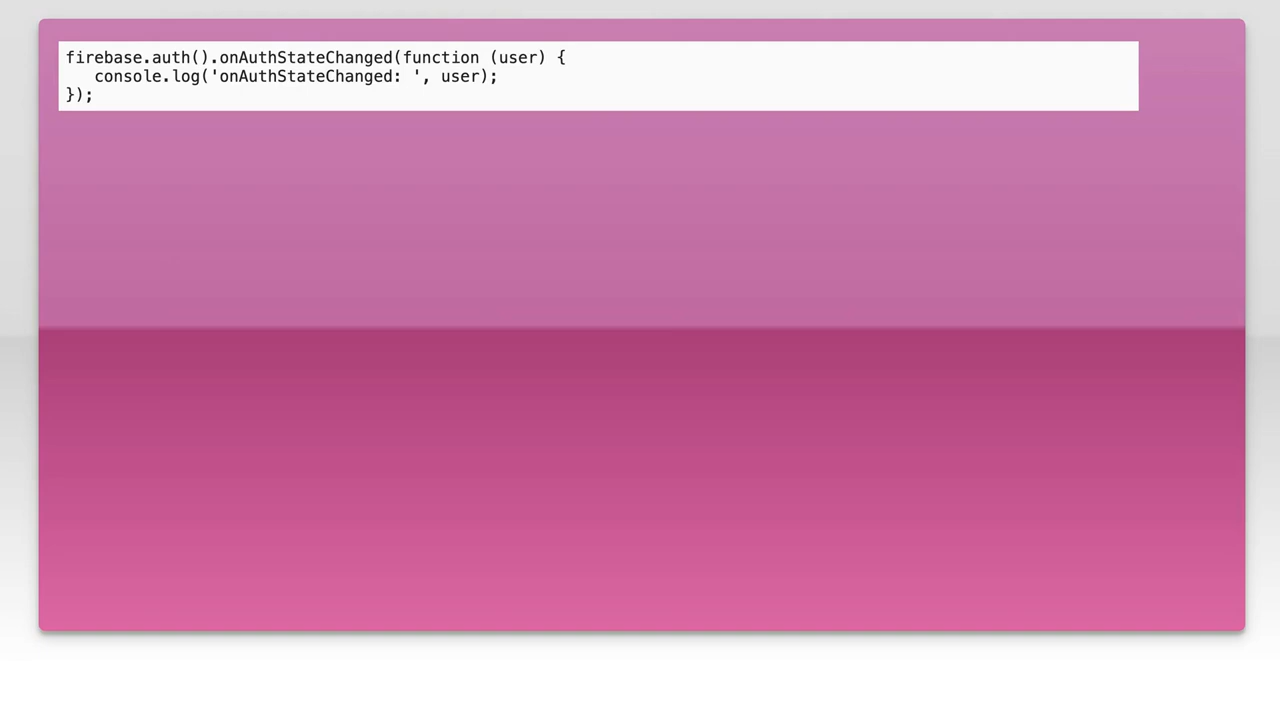 firebase.auth().onAuthStateChanged(function (user) {
   console.log('onAuthStateChanged: ', user);
});